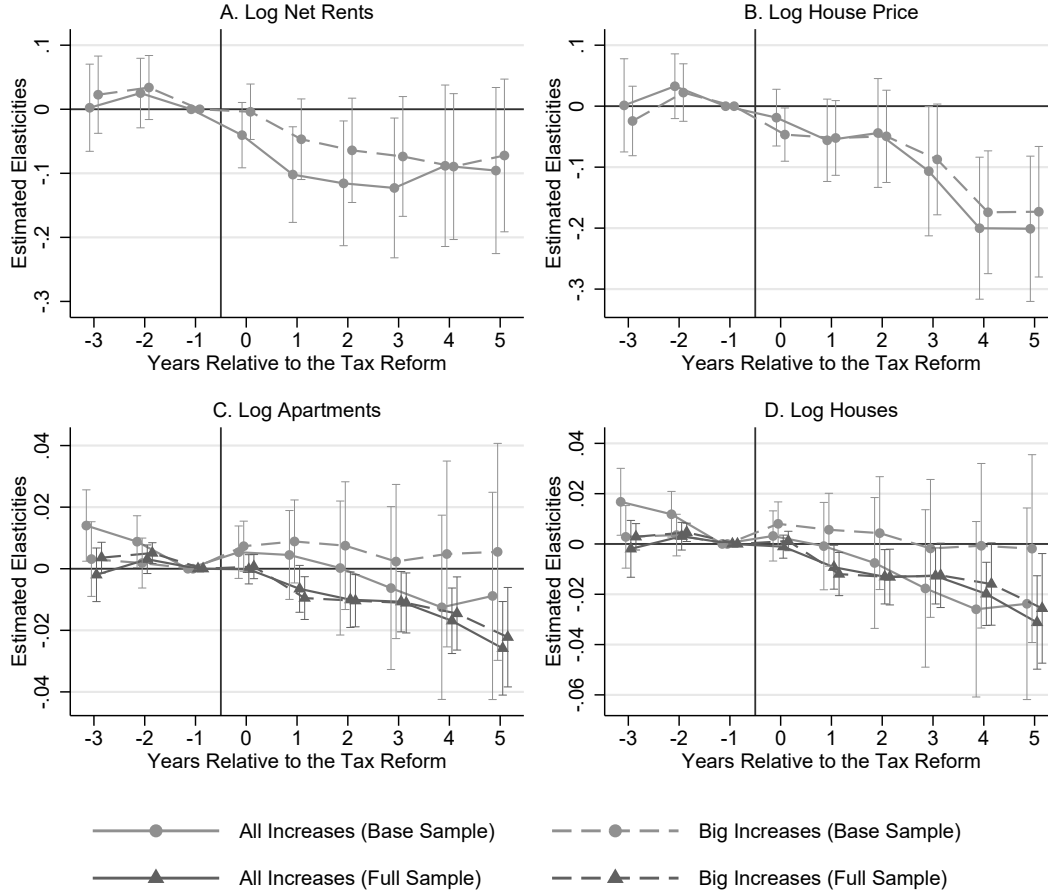 A. Log Net Rents
Estimated Elasticities
.1
0
-.1
-.2
-.3
-3 -2 -1 0 1 2 3 4 5
Years Relative to the Tax Reform
B. Log House Price
Estimated Elasticities
.1
0
-.1
-.2
-.3
-3 -2 -1 0 1 2 3 4 5
Years Relative to the Tax Reform
C. Log Apartments
Estimated Elasticities
.04
.02
0
-.02
-.04
-3 -2 -1 0 1 2 3 4 5
Years Relative to the Tax Reform
D. Log Houses
Estimated Elasticities
.04
.02
0
-.02
-.04
-.06
-3 -2 -1 0 1 2 3 4 5
Years Relative to the Tax Reform
All Increases (Base Sample)
Big Increases (Base Sample)
All Increases (Full Sample)
Big Increases (Full Sample)